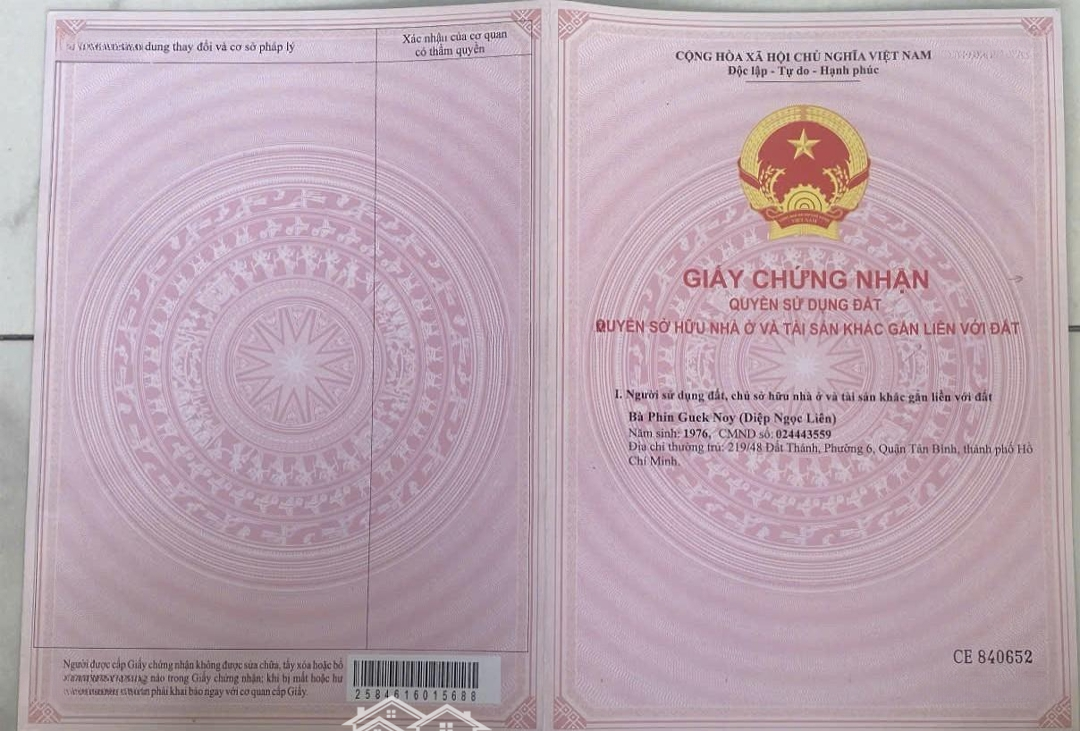 dung thay đổi và cơ sở pháp lý
Xác nhận của cơ quan
có thẩm quyền
Người được cấp Giấy chứng nhận không được sửa chữa, tẩy xóa hoặc bổ
nào trong Giấy chứng nhận; khi bị mất hoặc hư
phải khai báo ngay với cơ quan cấp Giấy.
2584616015688
CỘNG HÒA XÃ HỘI CHỦ NGHĨA VIỆT NAM
Độc lập - Tự do - Hạnh phúc
VIỆT NAM
GIẤY CHỨNG NHẬN
QUYỀN SỬ DỤNG ĐẤT
QUYỀN SỞ HỮU NHÀ Ở VÀ TÀI SẢN KHÁC GẮN LIỀN VỚI ĐẤT
I. Người sử dụng đất, chủ sở hữu nhà ở và tài sản khác gắn liền với đất
Bà Phin Guek Noy (Diệp Ngọc Liên)
Năm sinh: 1976, CMND số: 024443559
Địa chỉ thường trú: 219/48 Đất Thánh, Phường 6, Quận Tân Bình, thành phố Hồ
Chí Minh.
CE 840652